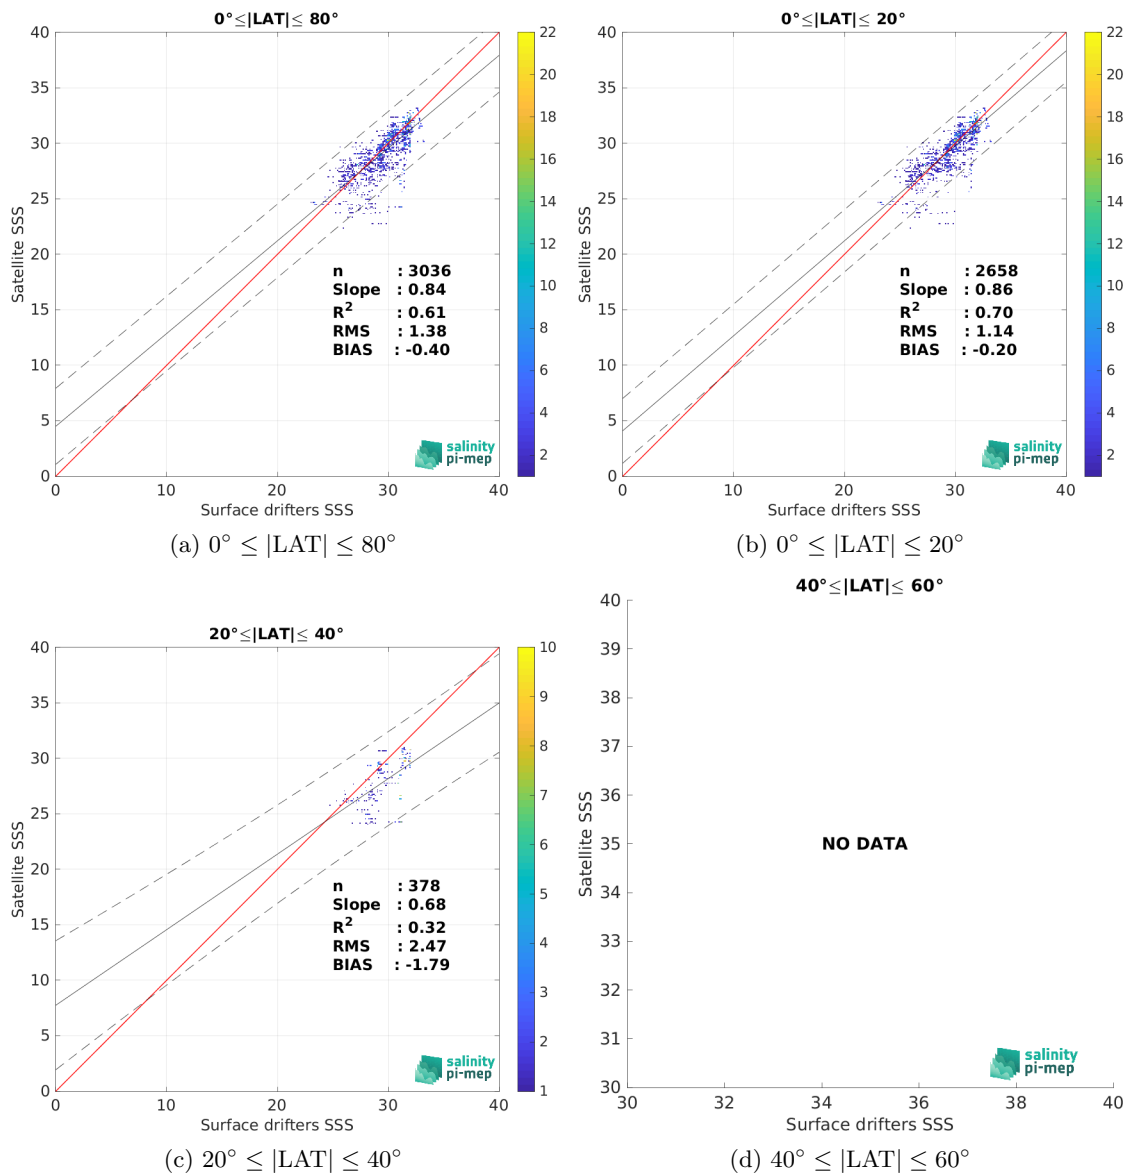 0°≤|LAT|≤ 80°
40
35
30
25
20
15
10
5
0
Satellite SSS
n : 3036
Slope : 0.84
R² : 0.61
RMS : 1.38
BIAS : -0.40
salinity
pi-mep
0 10 20 30 40
Surface drifters SSS
22
20
18
16
14
12
10
8
6
4
2
(a) 0° ≤ |LAT| ≤ 80°
0°≤|LAT|≤ 20°
40
35
30
25
20
15
10
5
0
Satellite SSS
n : 2658
Slope : 0.86
R² : 0.70
RMS : 1.14
BIAS : -0.20
salinity
pi-mep
0 10 20 30 40
Surface drifters SSS
22
20
18
16
14
12
10
8
6
4
2
(b) 0° ≤ |LAT| ≤ 20°
20°≤|LAT|≤ 40°
40
35
30
25
20
15
10
5
0
Satellite SSS
n : 378
Slope : 0.68
R² : 0.32
RMS : 2.47
BIAS : -1.79
salinity
pi-mep
0 10 20 30 40
Surface drifters SSS
10
9
8
7
6
5
4
3
2
1
(c) 20° ≤ |LAT| ≤ 40°
40°≤|LAT|≤ 60°
40
39
38
37
36
35
34
33
32
31
30
Satellite SSS
NO DATA
salinity
pi-mep
30 32 34 36 38 40
Surface drifters SSS
(d) 40° ≤ |LAT| ≤ 60°